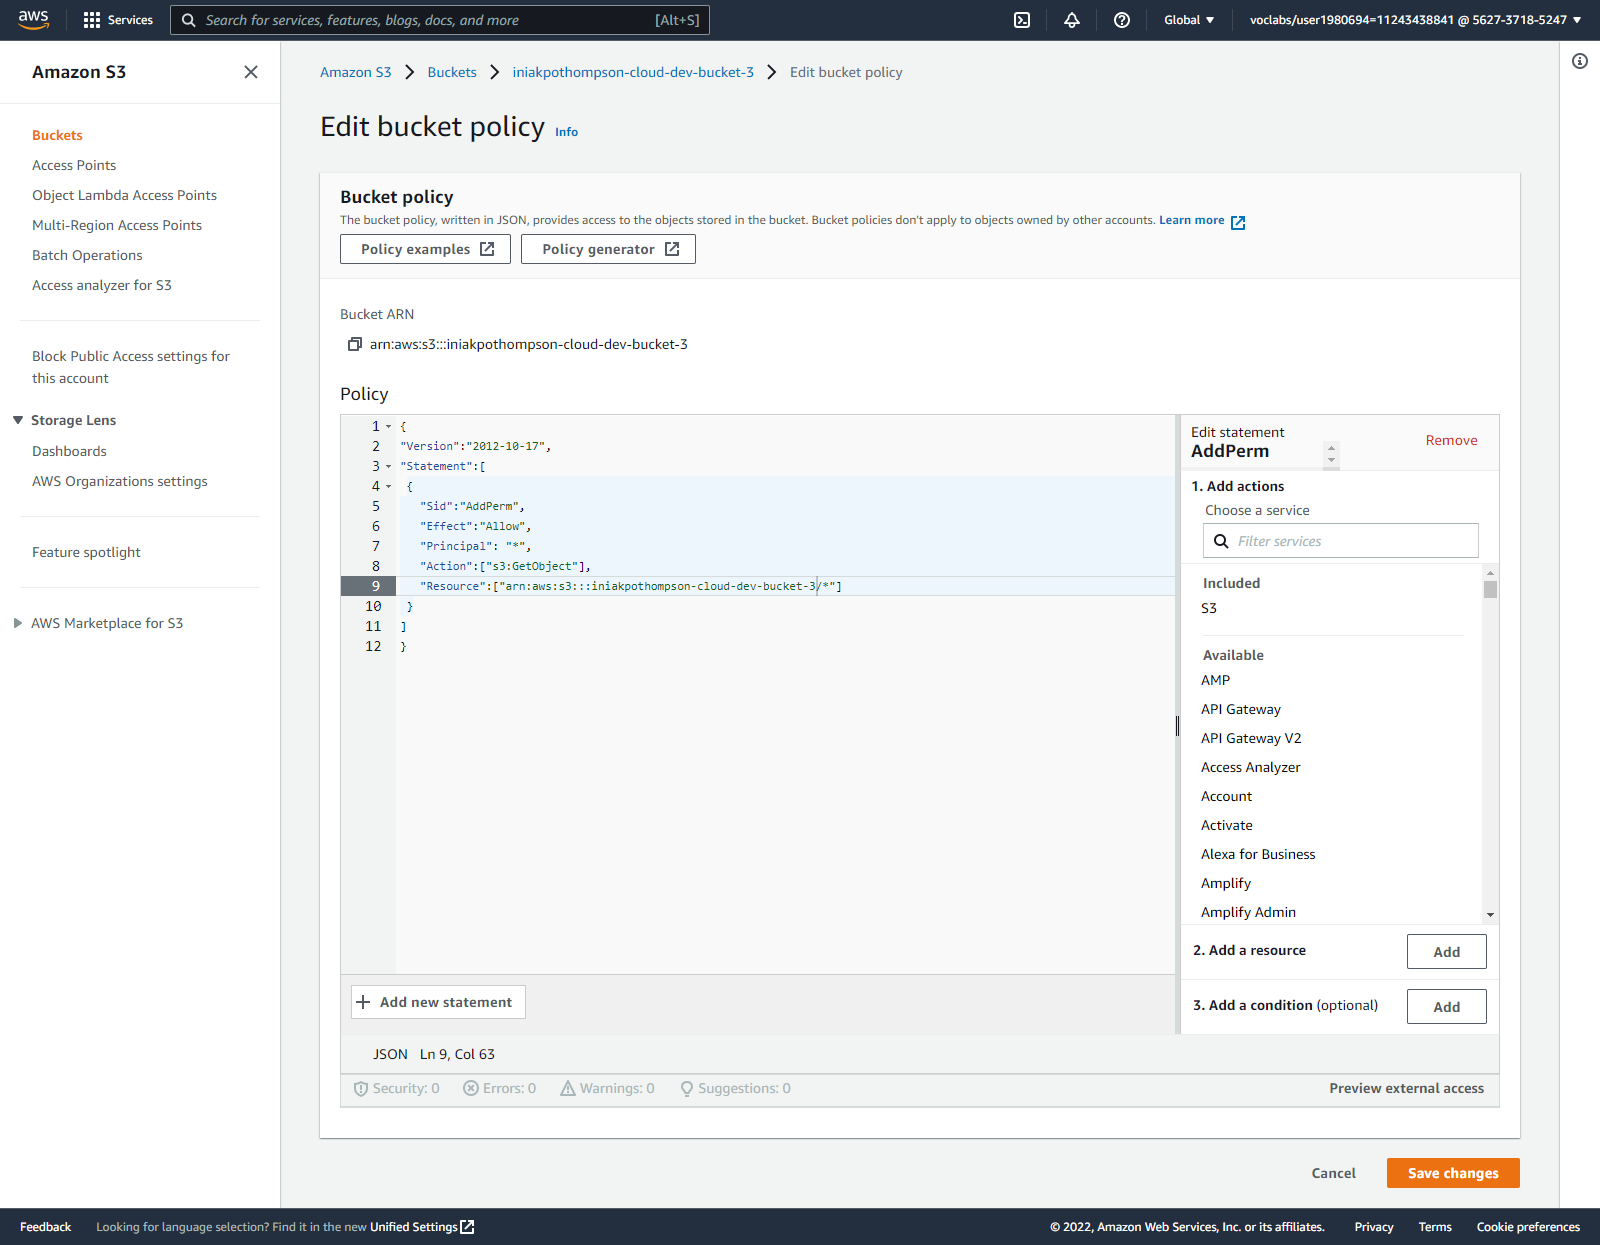 aws
Services
Search for services, features, blogs, docs, and more
[Alt+S]
Global
voclabs/user1980694=11243438841 @ 5627-3718-5247
Amazon S3
Buckets
Access Points
Object Lambda Access Points
Multi-Region Access Points
Batch Operations
Access analyzer for S3
Block Public Access settings for
this account
Storage Lens
Dashboards
AWS Organizations settings
Feature spotlight
AWS Marketplace for S3
Amazon S3
Buckets
iniakpothompson-cloud-dev-bucket-3
Edit bucket policy
Edit bucket policy
Info
Bucket policy
The bucket policy, written in JSON, provides access to the objects stored in the bucket. Bucket policies don't apply to objects owned by other accounts. Learn more
Policy examples
Policy generator
Bucket ARN
arn:aws:s3:::iniakpothompson-cloud-dev-bucket-3
Policy
1 {
2 "Version":"2012-10-17",
3 "Statement":[
4 {
5 "Sid":"AddPerm",
6 "Effect":"Allow",
7 "Principal": "*",
8 "Action":["s3:GetObject"],
9 "Resource":["arn:aws:s3:::iniakpothompson-cloud-dev-bucket-3/*"]
10 }
11 ]
12 }
Add new statement
JSON Ln 9, Col 63
Security: 0
Errors: 0
Warnings: 0
Suggestions: 0
Preview external access
Edit statement
AddPerm
Remove
1. Add actions
Choose a service
Filter services
Included
S3
Available
AMP
API Gateway
API Gateway V2
Access Analyzer
Account
Activate
Alexa for Business
Amplify
Amplify Admin
2. Add a resource
Add
3. Add a condition (optional)
Add
Cancel
Save changes
Feedback
Looking for language selection? Find it in the new Unified Settings
© 2022, Amazon Web Services, Inc. or its affiliates.
Privacy
Terms
Cookie preferences